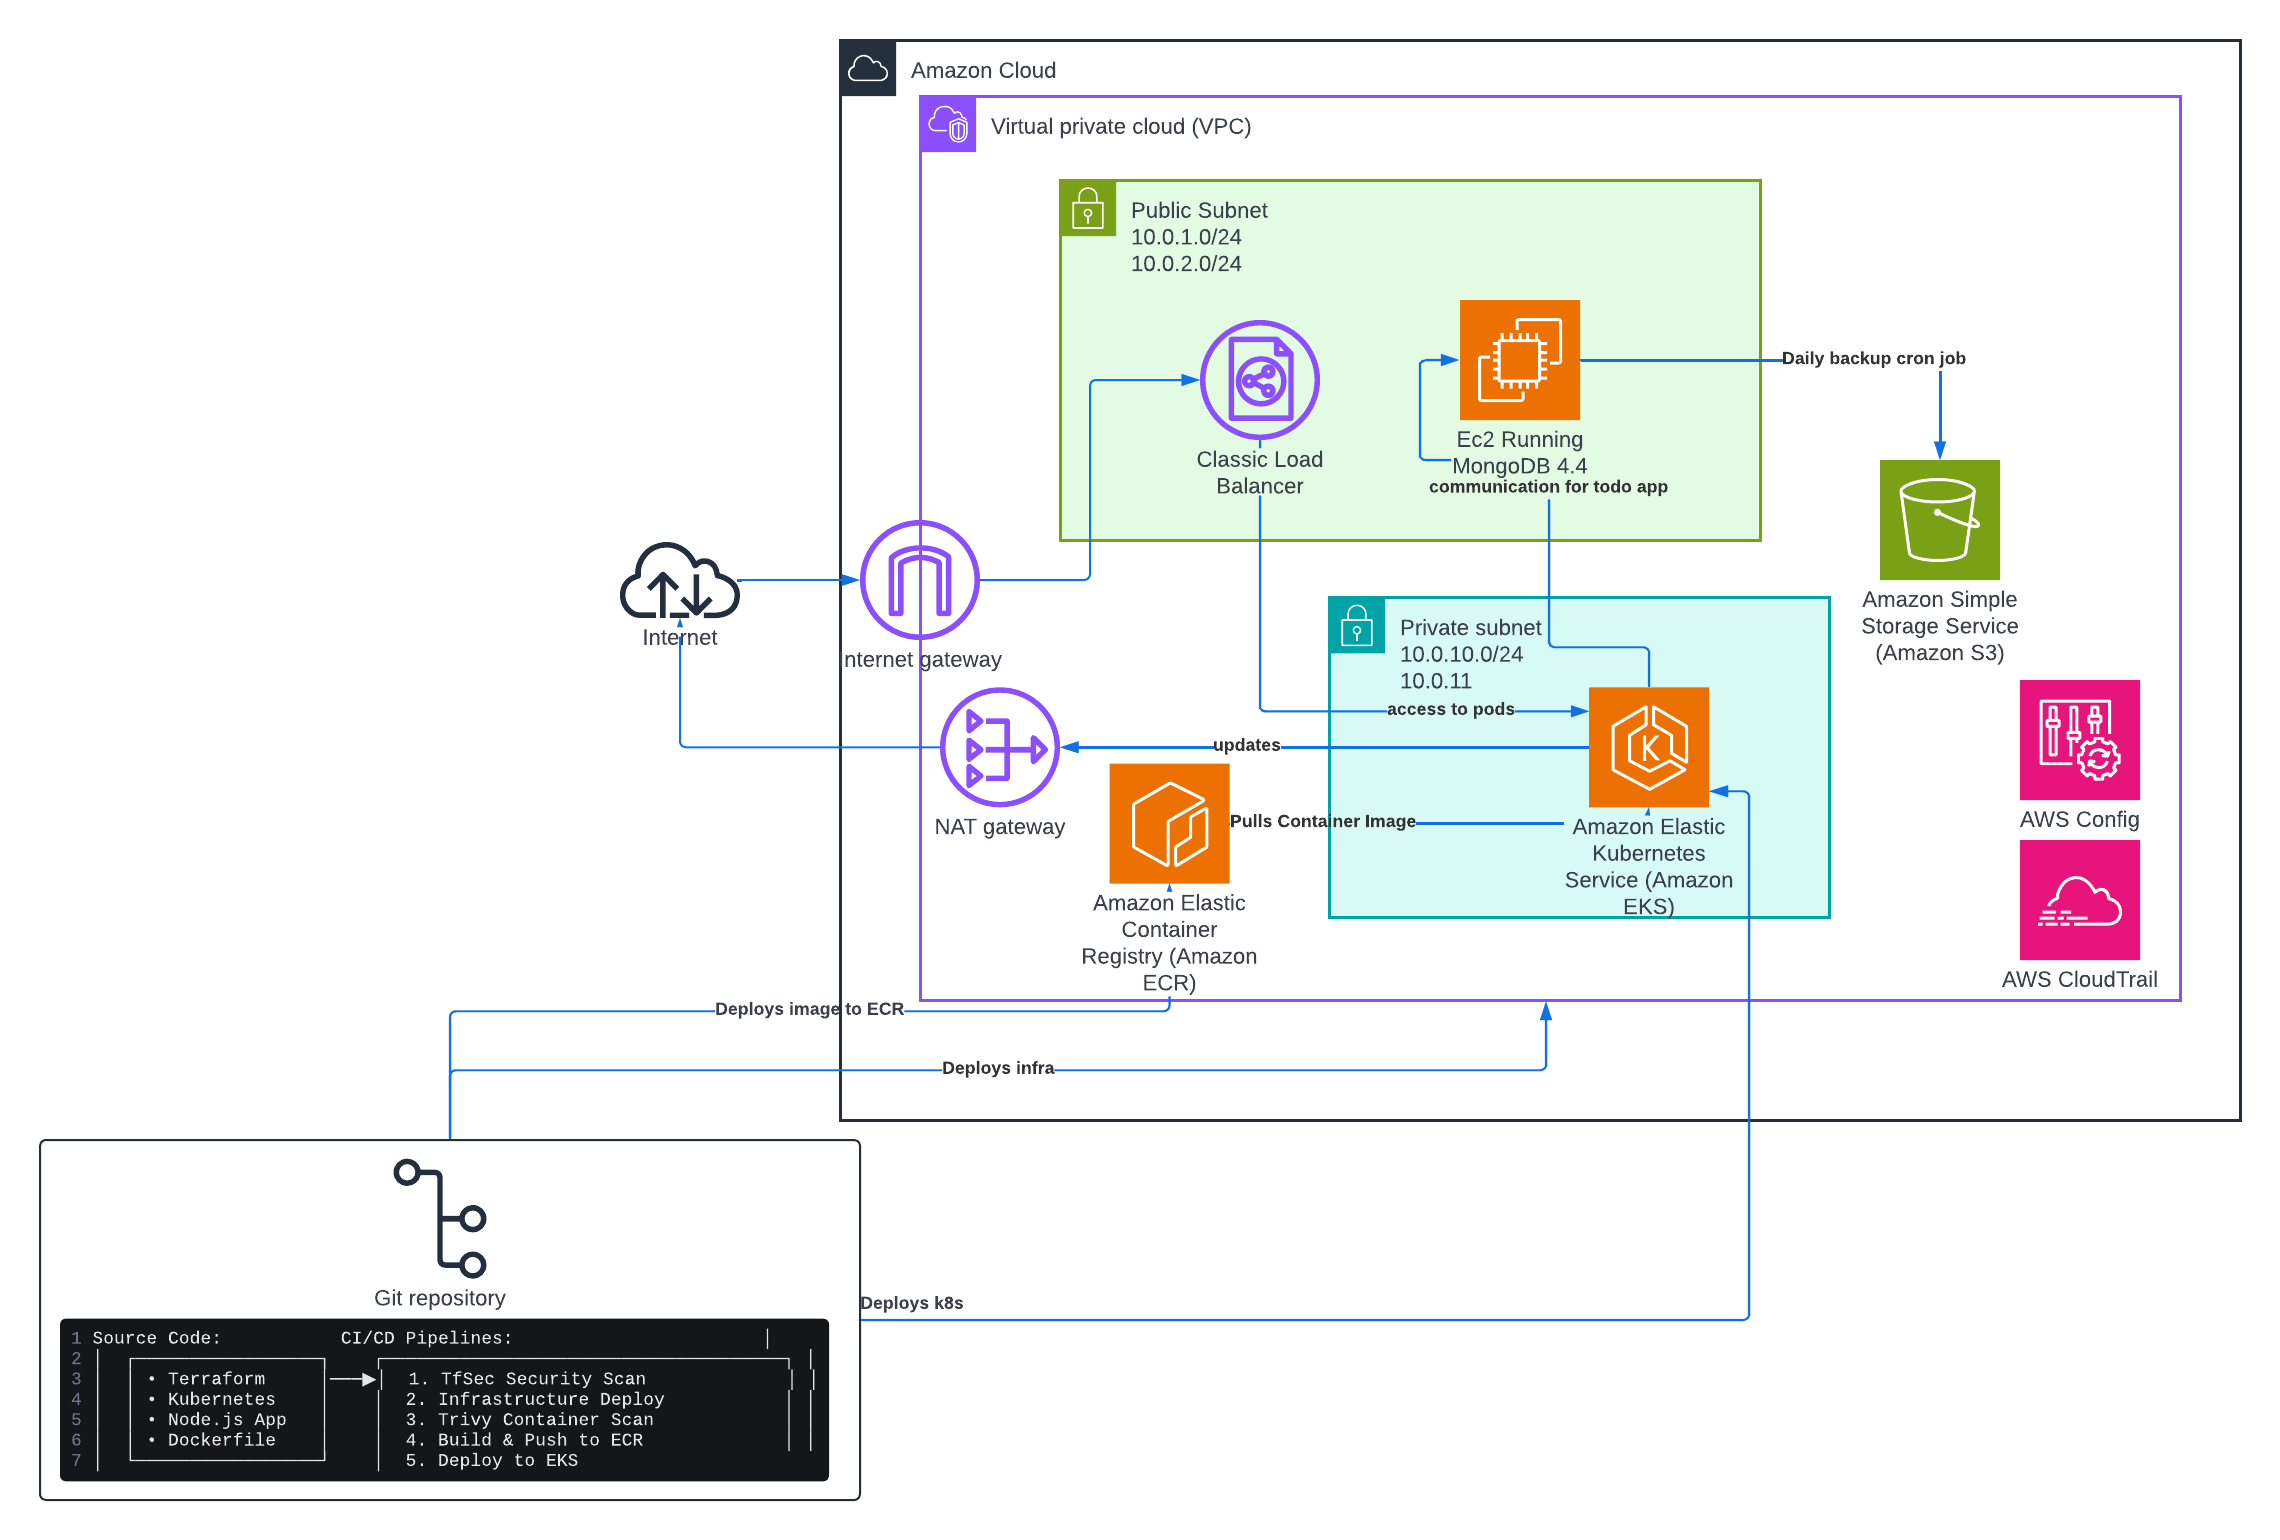 Amazon Cloud
Virtual private cloud (VPC)
Public Subnet
10.0.1.0/24
10.0.2.0/24
Daily backup cron job
Classic Load
Balancer
Ec2 Running
MongoDB 4.4
communication for todo app
Internet
nternet gateway
Amazon Simple
Storage Service
(Amazon S3)
Private subnet
10.0.10.0/24
10.0.11
access to pods
updates
K
NAT gateway
Pulls Container Image
Amazon Elastic
Kubernetes
Service (Amazon
EKS)
AWS Config
Amazon Elastic
Container
Registry (Amazon
ECR)
AWS CloudTrail
Deploys image to ECR
Deploys infra
Git repository
Deploys k8s
1 Source Code: CI/CD Pipelines:
2
3 • Terraform 1. TfSec Security Scan
4 • Kubernetes 2. Infrastructure Deploy
5 • Node.js App 3. Trivy Container Scan
6 • Dockerfile 4. Build & Push to ECR
7 5. Deploy to EKS